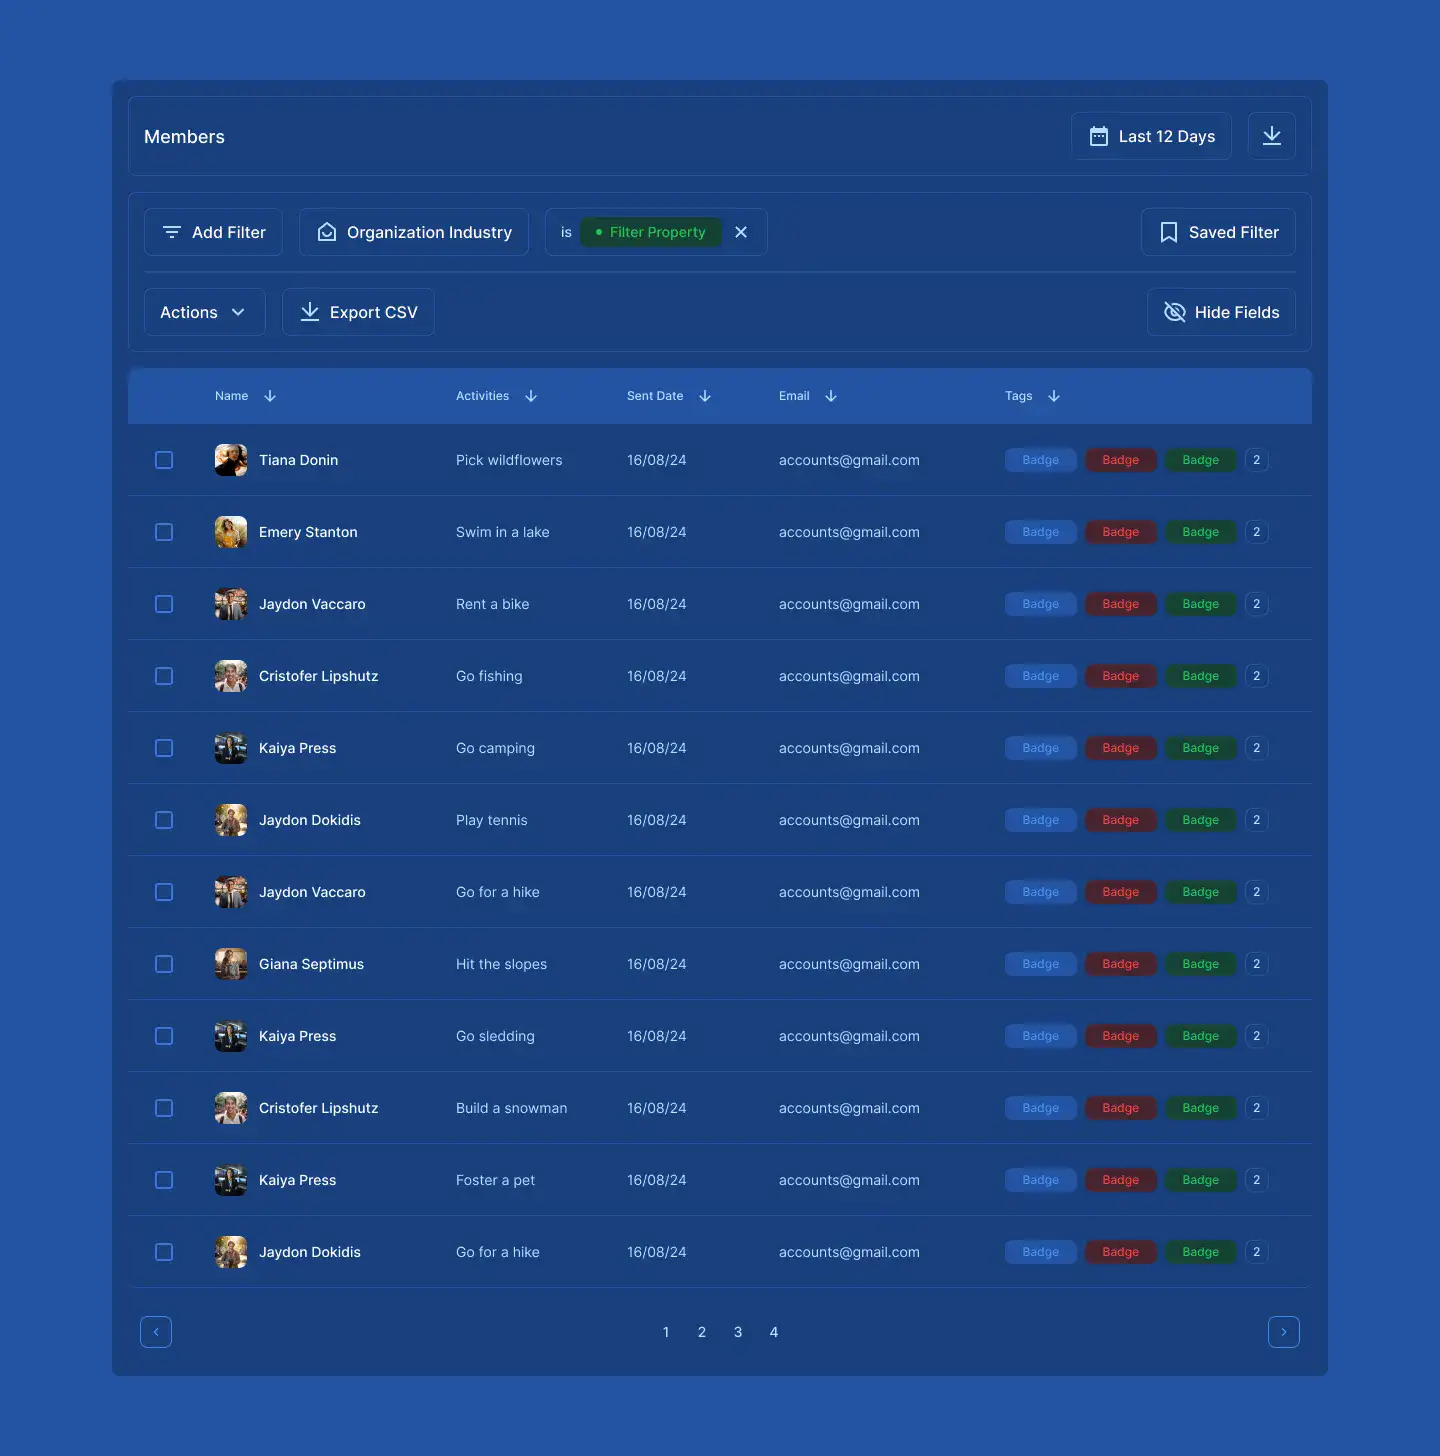 Members
Last 12 Days
Add Filter
Organization Industry
is
Filter Property
Saved Filter
Actions
Export CSV
Hide Fields
Name Activities Sent Date Email Tags
Tiana Donin Pick wildflowers 16/08/24 accounts@gmail.com Badge Badge Badge 2
Emery Stanton Swim in a lake 16/08/24 accounts@gmail.com Badge Badge Badge 2
Jaydon Vaccaro Rent a bike 16/08/24 accounts@gmail.com Badge Badge Badge 2
Cristofer Lipshutz Go fishing 16/08/24 accounts@gmail.com Badge Badge Badge 2
Kaiya Press Go camping 16/08/24 accounts@gmail.com Badge Badge Badge 2
Jaydon Dokidis Play tennis 16/08/24 accounts@gmail.com Badge Badge Badge 2
Jaydon Vaccaro Go for a hike 16/08/24 accounts@gmail.com Badge Badge Badge 2
Giana Septimus Hit the slopes 16/08/24 accounts@gmail.com Badge Badge Badge 2
Kaiya Press Go sledding 16/08/24 accounts@gmail.com Badge Badge Badge 2
Cristofer Lipshutz Build a snowman 16/08/24 accounts@gmail.com Badge Badge Badge 2
Kaiya Press Foster a pet 16/08/24 accounts@gmail.com Badge Badge Badge 2
Jaydon Dokidis Go for a hike 16/08/24 accounts@gmail.com Badge Badge Badge 2
1 2 3 4